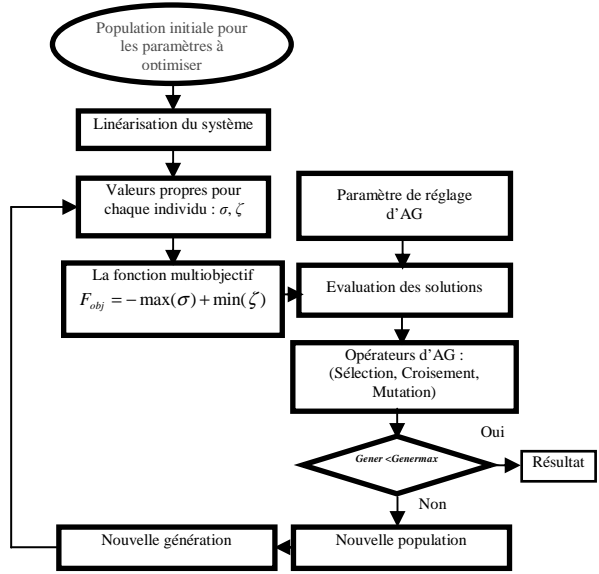 Population initiale pour
les paramètres à
optimiser
Linéarisation du système
Valeurs propres pour
chaque individu : σ, ζ
Paramètre de réglage
d'AG
La fonction multiobjectif
F_obj = − max(σ) + min(ζ)
Evaluation des solutions
Opérateurs d'AG :
(Sélection, Croisement,
Mutation)
Oui
Gener <Genermax
Résultat
Non
Nouvelle génération
Nouvelle population